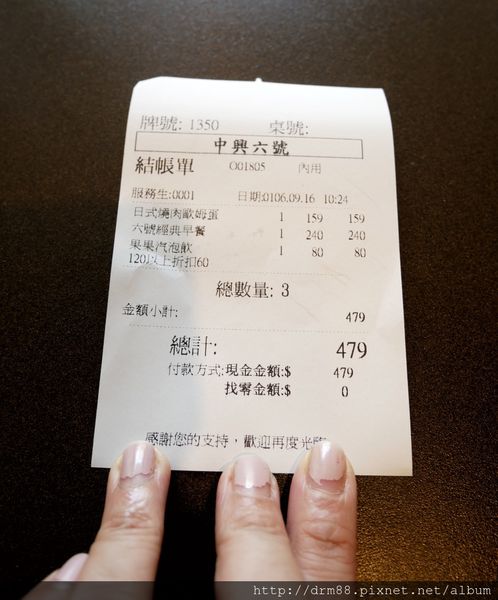 牌號: 1350 桌號:
中興六號
結帳單 O01805 內用
服務生:0001 日期:0106.09.16 10:24
日式燒肉歐姆蛋 1 159 159
六號經典早餐 1 240 240
果果汽泡飲 1 80 80
120以上折扣60
總數量: 3
金額小計: 479
總計: 479
付款方式:現金金額:$ 479
找零金額:$ 0
感謝您的支持，歡迎再度光臨
http://drm88.pixnet.net/album